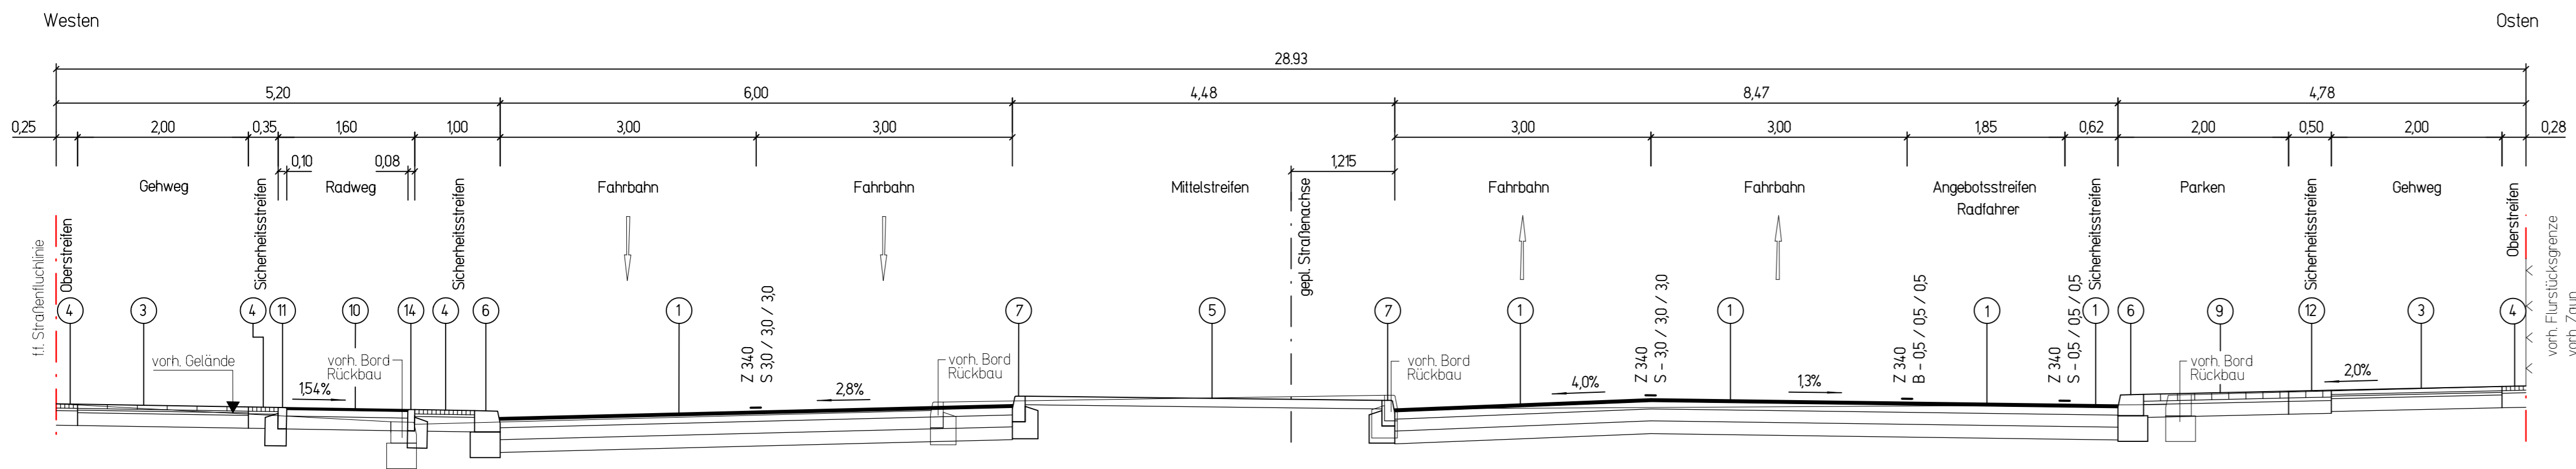 Westen
Osten
28.93
5,20
6,00
4,48
8,47
4,78
0,25
2,00
0,35
1,60
1,00
3,00
3,00
3,00
3,00
1,85
0,62
2,00
0,50
2,00
0,28
0,10
0,08
1,215
Gehweg
Radweg
Fahrbahn
Fahrbahn
Mittelstreifen
Fahrbahn
Fahrbahn
Angebotsstreifen
Radfahrer
Parken
Gehweg
f.f. Straßenfluchlinie
Oberstreifen
Sicherheitsstreifen
Sicherheitsstreifen
gepl. Straßenachse
Sicherheitsstreifen
Sicherheitsstreifen
Oberstreifen
vorh. Flurstücksgrenze
vorh. Zaun
4
3
4
11
10
14
4
6
1
7
5
7
1
1
1
1
6
9
12
3
4
Z 340
S 3,0 / 3,0 / 3,0
Z 340
S - 3,0 / 3,0 / 3,0
Z 340
B - 0,5 / 0,5 / 0,5
Z 340
S - 0,5 / 0,5 / 0,5
vorh. Gelände
vorh. Bord
Rückbau
vorh. Bord
Rückbau
vorh. Bord
Rückbau
vorh. Bord
Rückbau
1,54%
2,8%
4,0%
1,3%
2,0%